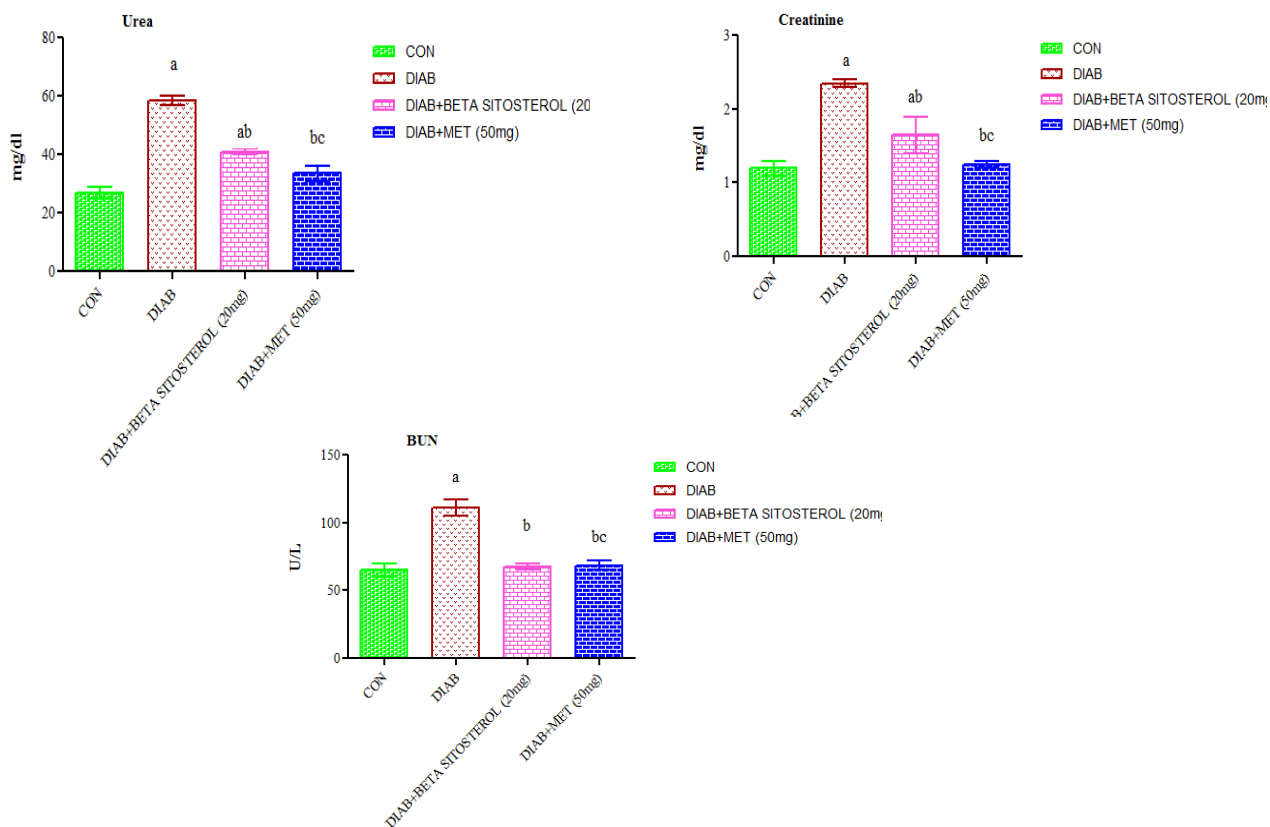 Urea
80
60
40
20
0
mg/dl
a
ab
bc
CON
DIAB
DIAB+BETA SITOSTEROL (20mg)
DIAB+MET (50mg)
CON
DIAB
DIAB+BETA SITOSTEROL (20
DIAB+MET (50mg)
Creatinine
3
2
1
0
mg/dl
a
ab
bc
CON
DIAB
B+BETA SITOSTEROL (20mg)
DIAB+MET (50mg)
CON
DIAB
DIAB+BETA SITOSTEROL (20mg
DIAB+MET (50mg)
BUN
150
100
50
0
U/L
a
b
bc
CON
DIAB
DIAB+BETA SITOSTEROL (20mg)
DIAB+MET (50mg)
CON
DIAB
DIAB+BETA SITOSTEROL (20mg
DIAB+MET (50mg)